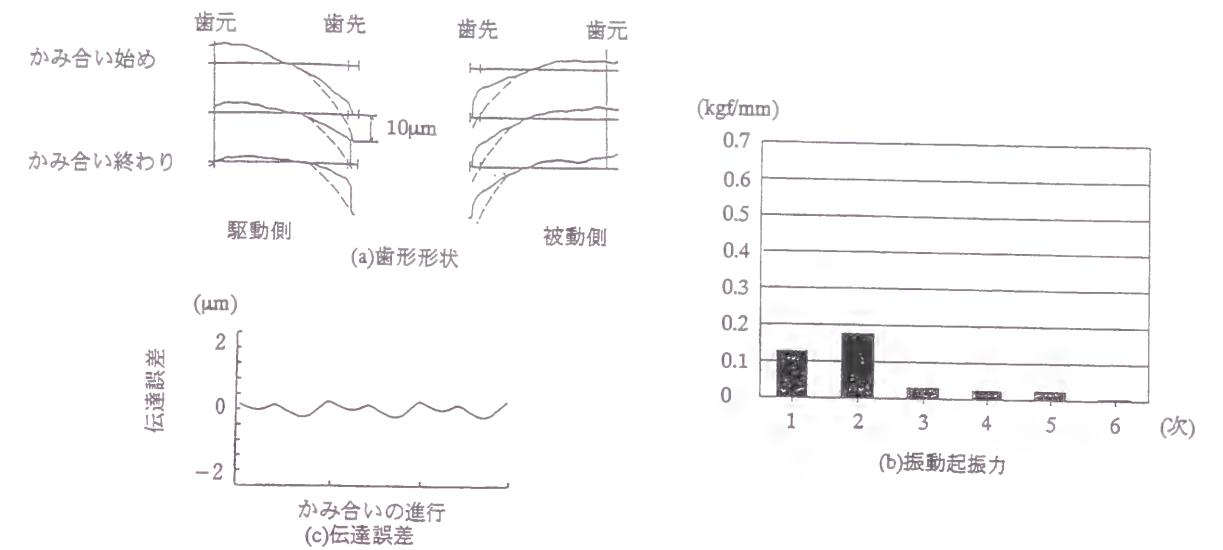 歯元
歯先
歯先
歯元
かみ合い始め
10μm
かみ合い終わり
駆動側
被動側
(a)歯形形状
(kgf/mm)
0.7
0.6
0.5
0.4
0.3
0.2
0.1
0
1 2 3 4 5 6 (次)
(b)振動起振力
(μm)
2
0
−2
伝達誤差
かみ合いの進行
(c)伝達誤差